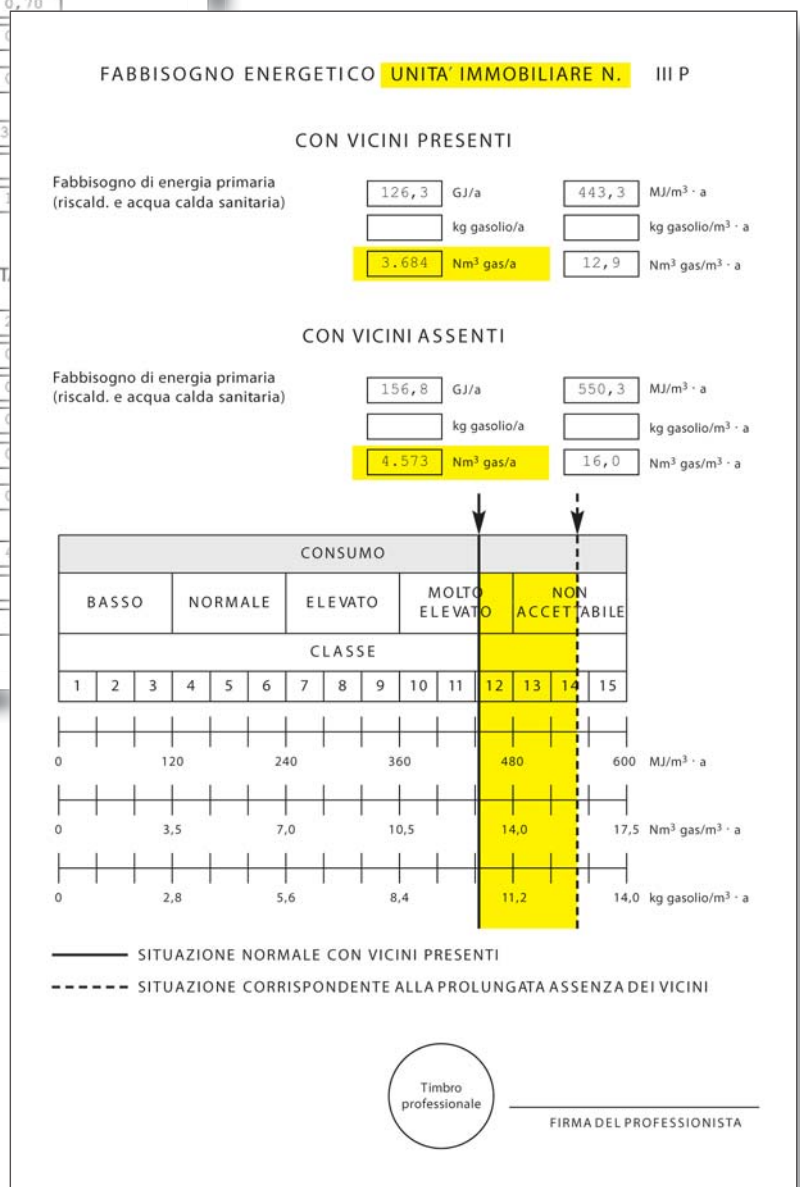 0,70
FABBISOGNO ENERGETICO UNITA´ IMMOBILIARE N. III P
CON VICINI PRESENTI
Fabbisogno di energia primaria
(riscald. e acqua calda sanitaria)
126,3 GJ/a 443,3 MJ/m³ · a
kg gasolio/a kg gasolio/m³ · a
3.684 Nm³ gas/a 12,9 Nm³ gas/m³ · a
CON VICINI ASSENTI
Fabbisogno di energia primaria
(riscald. e acqua calda sanitaria)
156,8 GJ/a 550,3 MJ/m³ · a
kg gasolio/a kg gasolio/m³ · a
4.573 Nm³ gas/a 16,0 Nm³ gas/m³ · a
CONSUMO
BASSO NORMALE ELEVATO MOLTO ELEVATO NON ACCETTABILE
CLASSE
1 2 3 4 5 6 7 8 9 10 11 12 13 14 15
0 120 240 360 480 600 MJ/m³ · a
0 3,5 7,0 10,5 14,0 17,5 Nm³ gas/m³ · a
0 2,8 5,6 8,4 11,2 14,0 kg gasolio/m³ · a
SITUAZIONE NORMALE CON VICINI PRESENTI
SITUAZIONE CORRISPONDENTE ALLA PROLUNGATA ASSENZA DEI VICINI
Timbro
professionale
FIRMA DEL PROFESSIONISTA